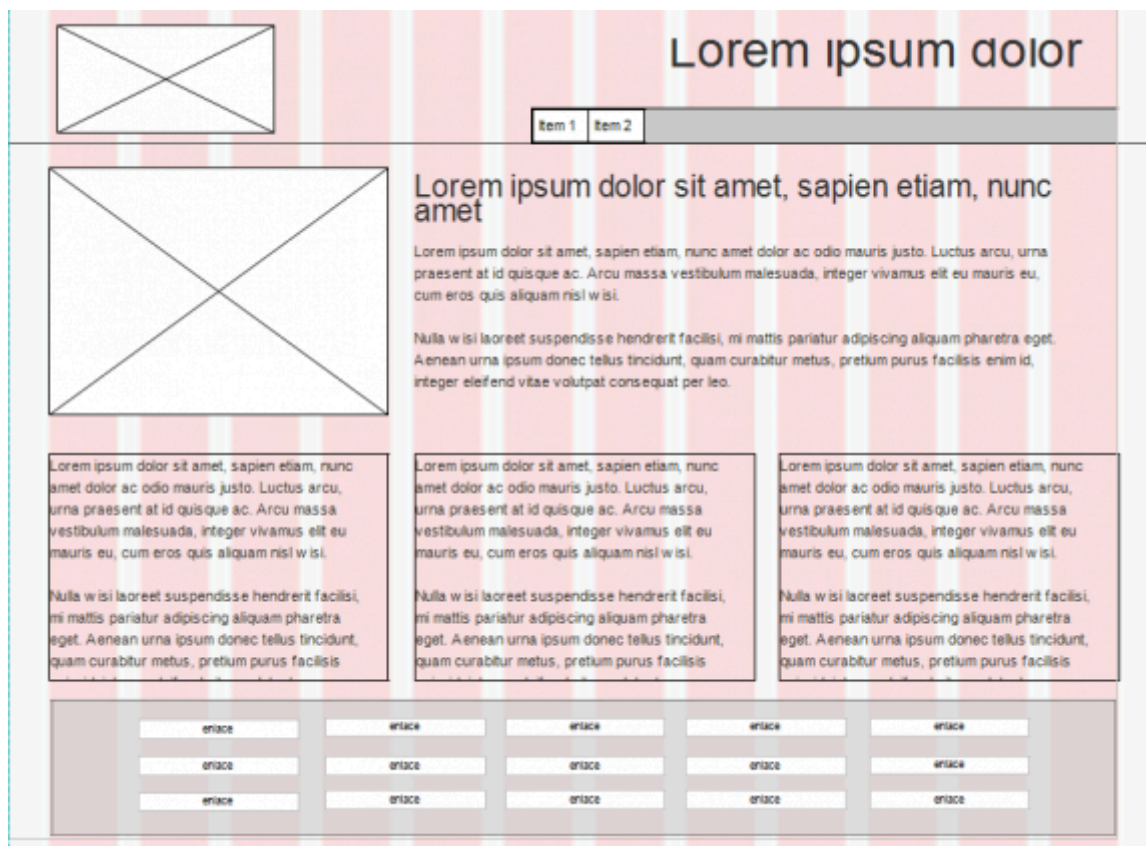 Lorem ipsum dolor
Item 1 Item 2
Lorem ipsum dolor sit amet, sapien etiam, nunc
amet
Lorem ipsum dolor sit amet, sapien etiam, nunc amet dolor ac odio mauris justo. Luctus arcu, urna
praesent at id quisque ac. Arcu massa vestibulum malesuada, integer vivamus elit eu mauris eu,
cum eros quis aliquam nisl wisi.
Nulla wisi laoreet suspendisse hendrerit facilisi, mi mattis pariatur adipiscing aliquam pharetra eget.
Aenean urna ipsum donec tellus tincidunt, quam curabitur metus, pretium purus facilisis enim id,
integer eleifend vitae volutpat consequat per leo.
Lorem ipsum dolor sit amet, sapien etiam, nunc
amet dolor ac odio mauris justo. Luctus arcu,
urna praesent at id quisque ac. Arcu massa
vestibulum malesuada, integer vivamus elit eu
mauris eu, cum eros quis aliquam nisl wisi.
Nulla wisi laoreet suspendisse hendrerit facilisi,
mi mattis pariatur adipiscing aliquam pharetra
eget. Aenean urna ipsum donec tellus tincidunt,
quam curabitur metus, pretium purus facilisis
Lorem ipsum dolor sit amet, sapien etiam, nunc
amet dolor ac odio mauris justo. Luctus arcu,
urna praesent at id quisque ac. Arcu massa
vestibulum malesuada, integer vivamus elit eu
mauris eu, cum eros quis aliquam nisl wisi.
Nulla wisi laoreet suspendisse hendrerit facilisi,
mi mattis pariatur adipiscing aliquam pharetra
eget. Aenean urna ipsum donec tellus tincidunt,
quam curabitur metus, pretium purus facilisis
Lorem ipsum dolor sit amet, sapien etiam, nunc
amet dolor ac odio mauris justo. Luctus arcu,
urna praesent at id quisque ac. Arcu massa
vestibulum malesuada, integer vivamus elit eu
mauris eu, cum eros quis aliquam nisl wisi.
Nulla wisi laoreet suspendisse hendrerit facilisi,
mi mattis pariatur adipiscing aliquam pharetra
eget. Aenean urna ipsum donec tellus tincidunt,
quam curabitur metus, pretium purus facilisis
enlace enlace enlace enlace enlace
enlace enlace enlace enlace enlace
enlace enlace enlace enlace enlace